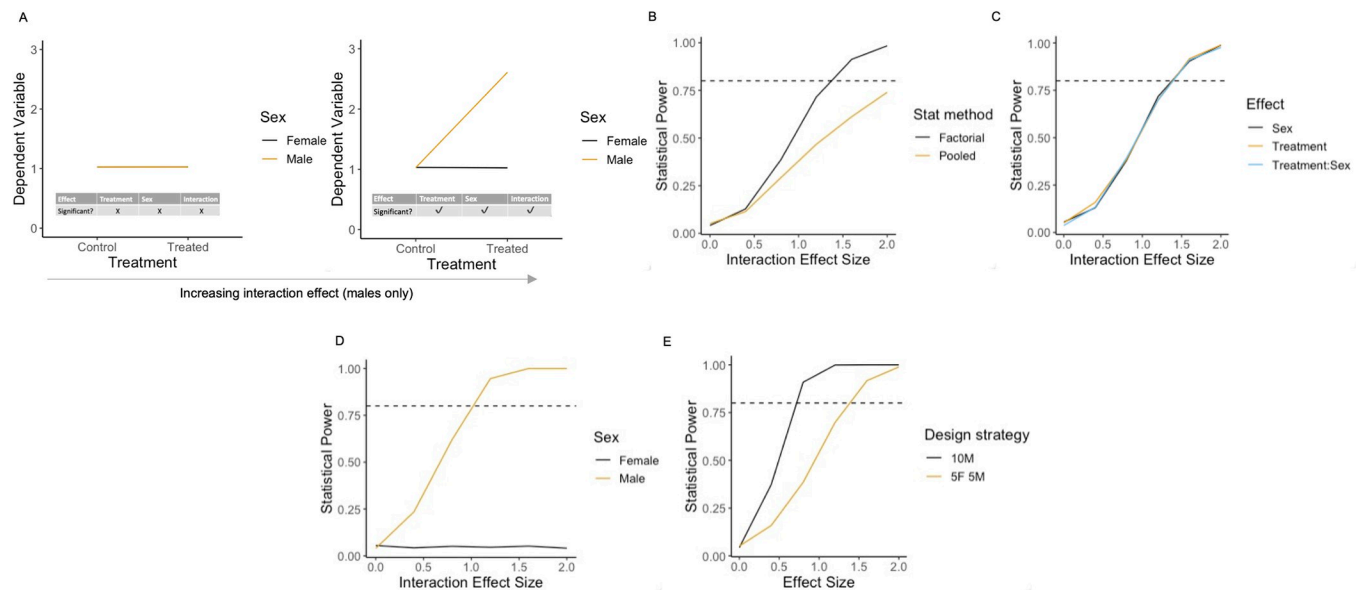 A
3
2
1
0
Dependent Variable
Control Treated
Treatment
Sex
Female
Male
Effect Treatment Sex Interaction
Significant? X X X
3
2
1
0
Dependent Variable
Control Treated
Treatment
Sex
Female
Male
Effect Treatment Sex Interaction
Significant? ✓ ✓ ✓
Increasing interaction effect (males only)
B
1.00
0.75
0.50
0.25
0.00
Statistical Power
0.0 0.5 1.0 1.5 2.0
Interaction Effect Size
Stat method
Factorial
Pooled
C
1.00
0.75
0.50
0.25
0.00
Statistical Power
0.0 0.5 1.0 1.5 2.0
Interaction Effect Size
Effect
Sex
Treatment
Treatment:Sex
D
1.00
0.75
0.50
0.25
0.00
Statistical Power
0.0 0.5 1.0 1.5 2.0
Interaction Effect Size
Sex
Female
Male
E
1.00
0.75
0.50
0.25
0.00
Statistical Power
0.0 0.5 1.0 1.5 2.0
Effect Size
Design strategy
10M
5F 5M